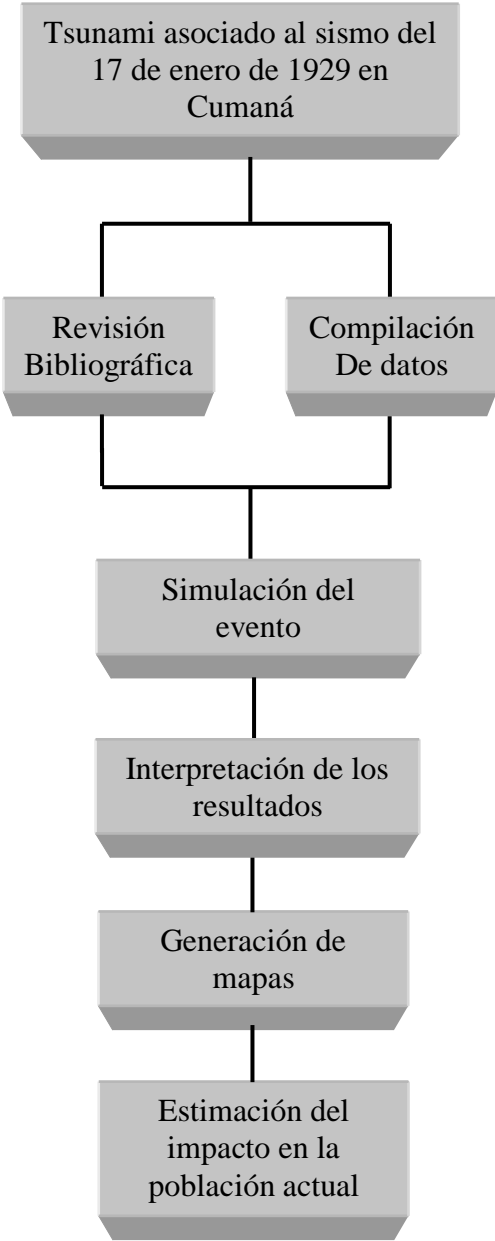 Tsunami asociado al sismo del
17 de enero de 1929 en
Cumaná
Revisión
Bibliográfica
Compilación
De datos
Simulación del
evento
Interpretación de los
resultados
Generación de
mapas
Estimación del
impacto en la
población actual